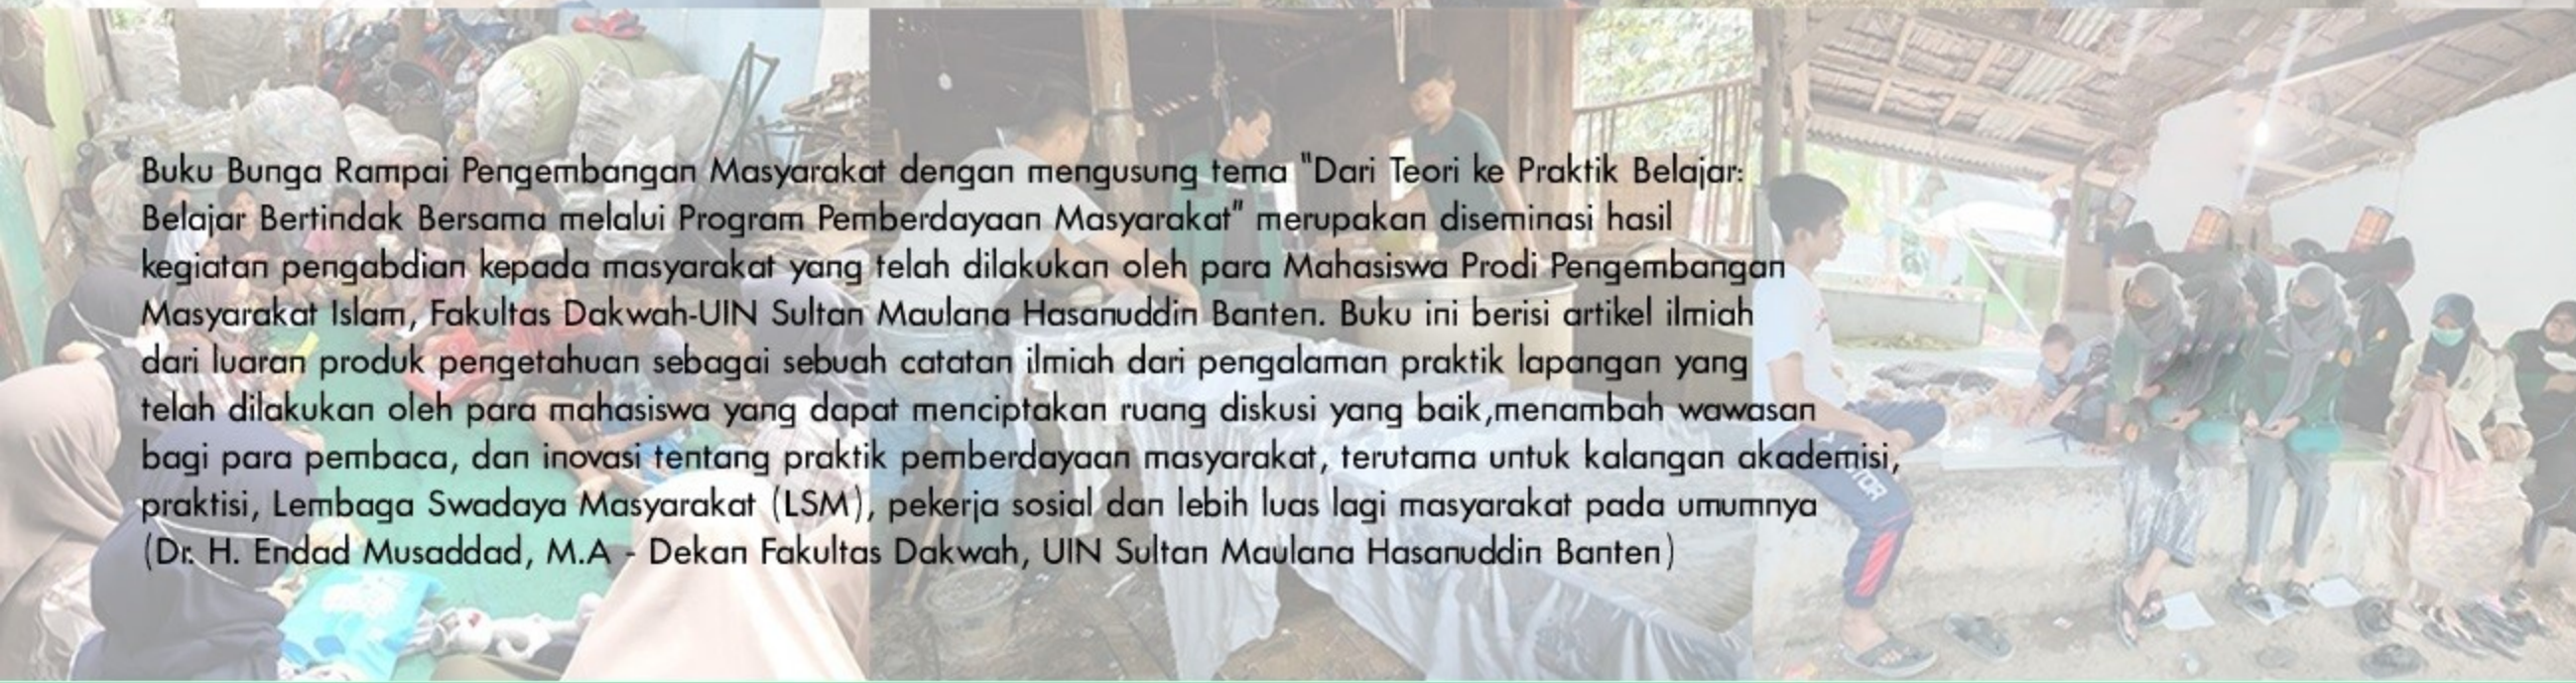 Buku Bunga Rampai Pengembangan Masyarakat dengan mengusung tema "Dari Teori ke Praktik Belajar:
Belajar Bertindak Bersama melalui Program Pemberdayaan Masyarakat" merupakan diseminasi hasil
kegiatan pengabdian kepada masyarakat yang telah dilakukan oleh para Mahasiswa Prodi Pengembangan
Masyarakat Islam, Fakultas Dakwah-UIN Sultan Maulana Hasanuddin Banten. Buku ini berisi artikel ilmiah
dari luaran produk pengetahuan sebagai sebuah catatan ilmiah dari pengalaman praktik lapangan yang
telah dilakukan oleh para mahasiswa yang dapat menciptakan ruang diskusi yang baik,menambah wawasan
bagi para pembaca, dan inovasi tentang praktik pemberdayaan masyarakat, terutama untuk kalangan akademisi,
praktisi, Lembaga Swadaya Masyarakat (LSM), pekerja sosial dan lebih luas lagi masyarakat pada umumnya
(Dr. H. Endad Musaddad, M.A - Dekan Fakultas Dakwah, UIN Sultan Maulana Hasanuddin Banten)